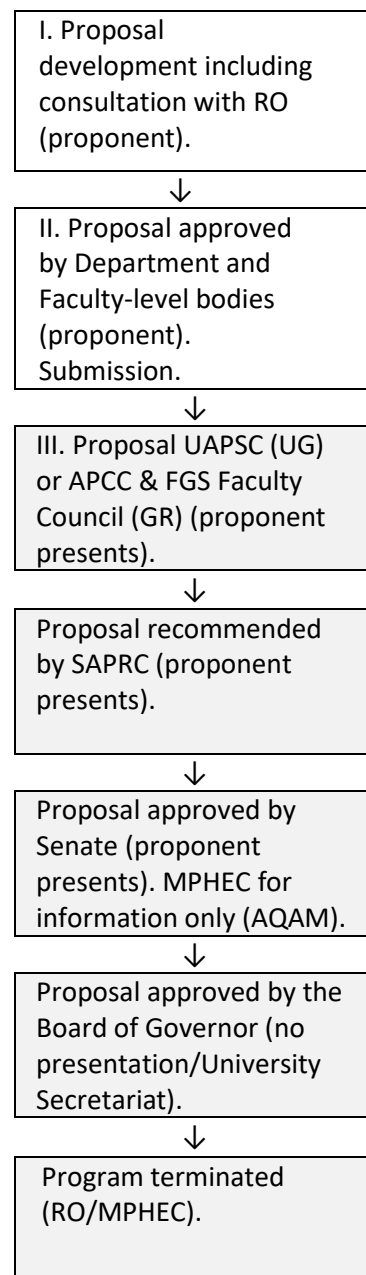 I. Proposal
development including
consultation with RO
(proponent).
↓
II. Proposal approved
by Department and
Faculty-level bodies
(proponent).
Submission.
↓
III. Proposal UAPSC (UG)
or APCC & FGS Faculty
Council (GR) (proponent
presents).
↓
Proposal recommended
by SAPRC (proponent
presents).
↓
Proposal approved by
Senate (proponent
presents). MPHEC for
information only (AQAM).
↓
Proposal approved by the
Board of Governor (no
presentation/University
Secretariat).
↓
Program terminated
(RO/MPHEC).